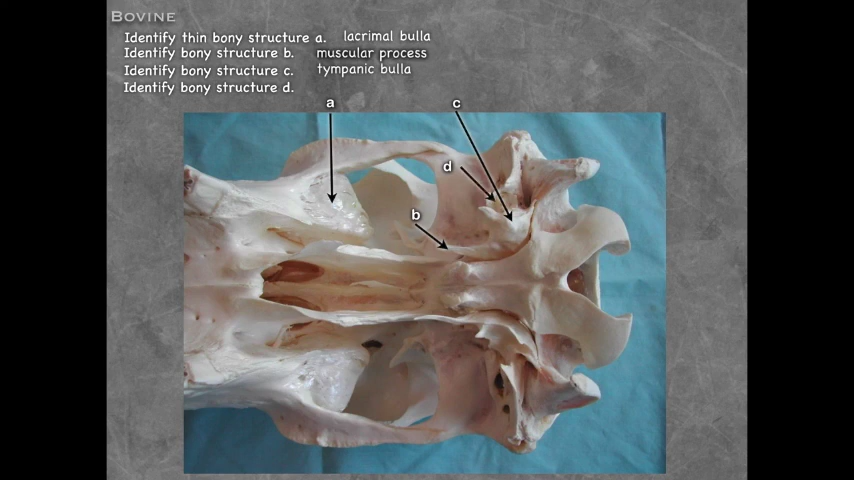 BOVINE
Identify thin bony structure a. lacrimal bulla
Identify bony structure b. muscular process
Identify bony structure c. tympanic bulla
Identify bony structure d.
a c
d
b